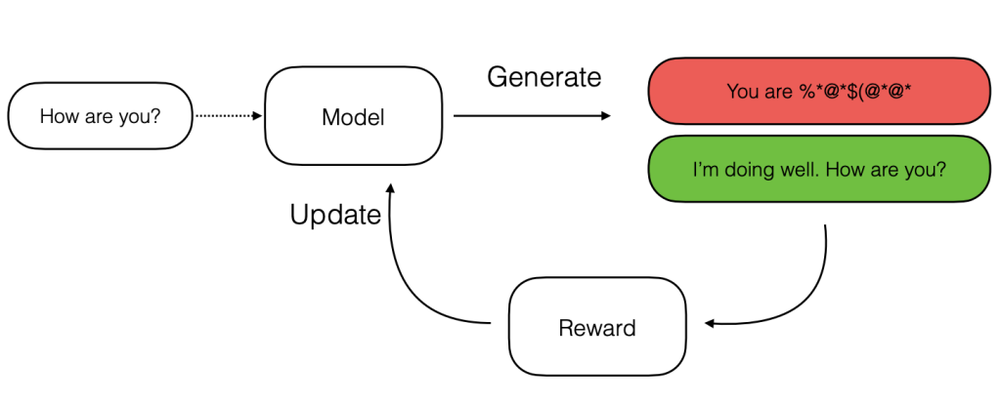 How are you?
Model
Generate
You are %*@*$(@*@*
I'm doing well. How are you?
Update
Reward